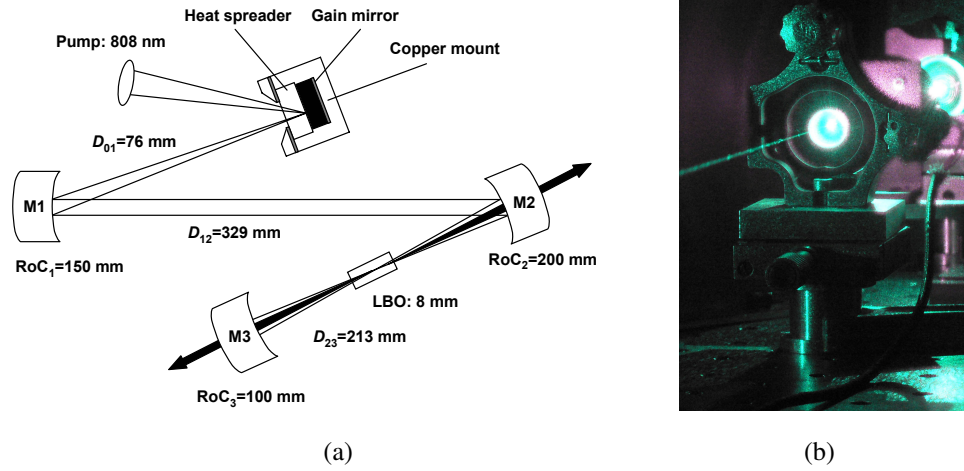 Heat spreader
Gain mirror
Pump: 808 nm
Copper mount
D01=76 mm
M1
M2
D12=329 mm
RoC1=150 mm
RoC2=200 mm
LBO: 8 mm
M3
D23=213 mm
RoC3=100 mm
(a)
(b)